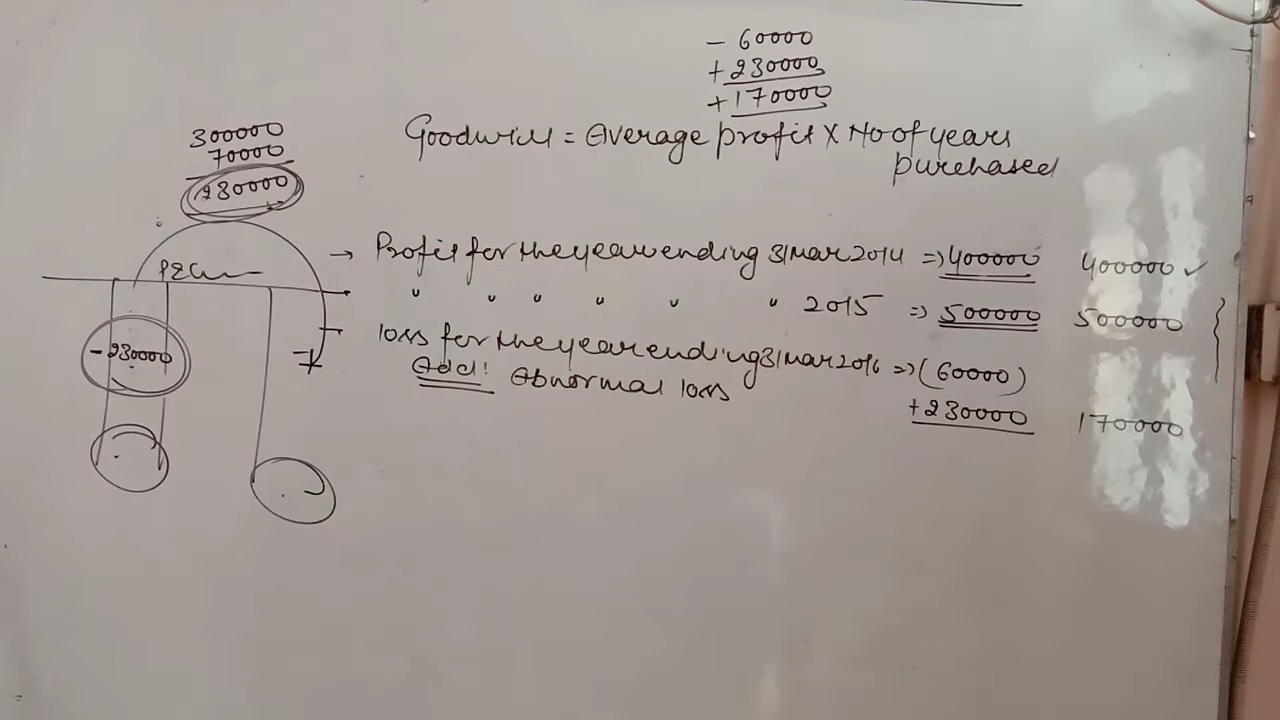 - 60000
+ 230000
+ 170000
300000
70000
230000
Goodwill = Average profit X No of years
purchased
→ Profit for the year ending 31 Mar 2014 => 400000 400000 ✓
" " " " " " 2015 => 500000 500000
loss for the year ending 31 Mar 2016 => (60000)
Add: Abnormal loss
+ 230000 170000
- 230000